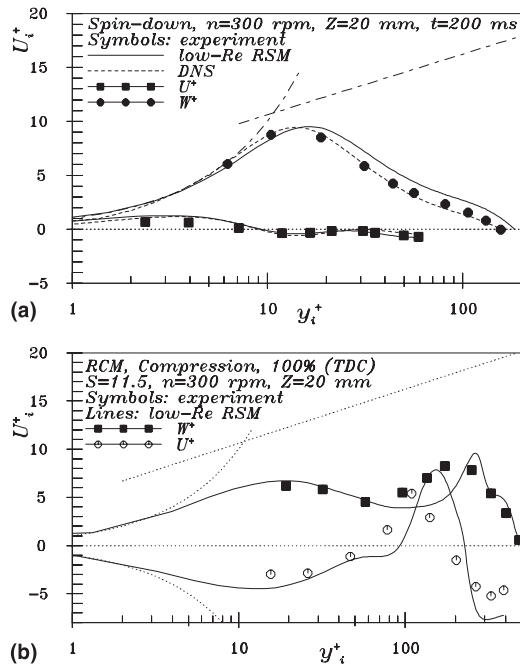 Spin-down, n=300 rpm, Z=20 mm, t=200 ms
Symbols: experiment
low-Re RSM
DNS
U+
W+
Ui+
20
15
10
5
0
-5
1
10
100
(a)
yi+
RCM, Compression, 100% (TDC)
S=11.5, n=300 rpm, Z=20 mm
Symbols: experiment
Lines: low-Re RSM
W+
U+
U+i
20
15
10
5
0
-5
1
10
100
(b)
y+i